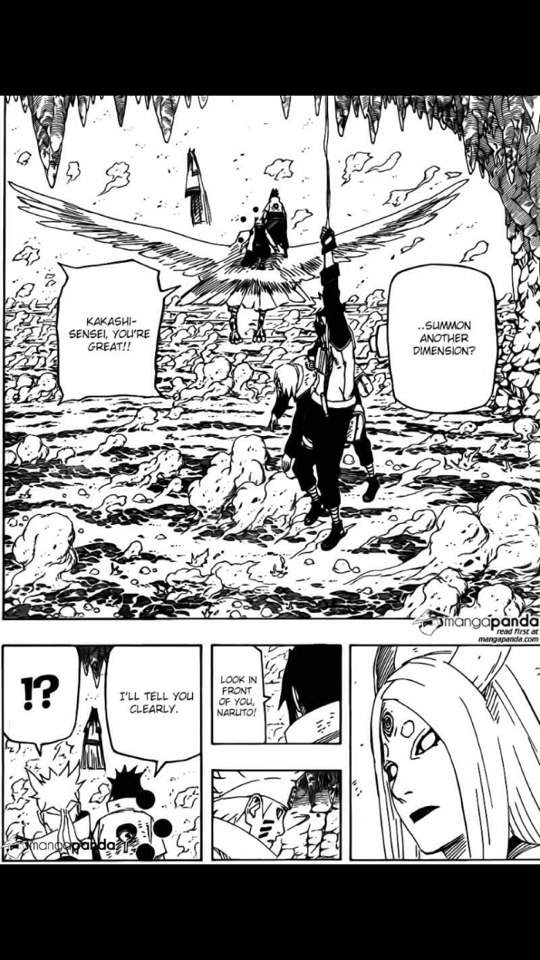 ..SUMMON
ANOTHER
DIMENSION?
KAKASHI-
SENSEI, YOU'RE
GREAT!!
mangapanda
read first at
mangapanda.com
LOOK IN
FRONT
OF YOU,
NARUTO!
I'LL TELL YOU
CLEARLY.
!?
mangapanda